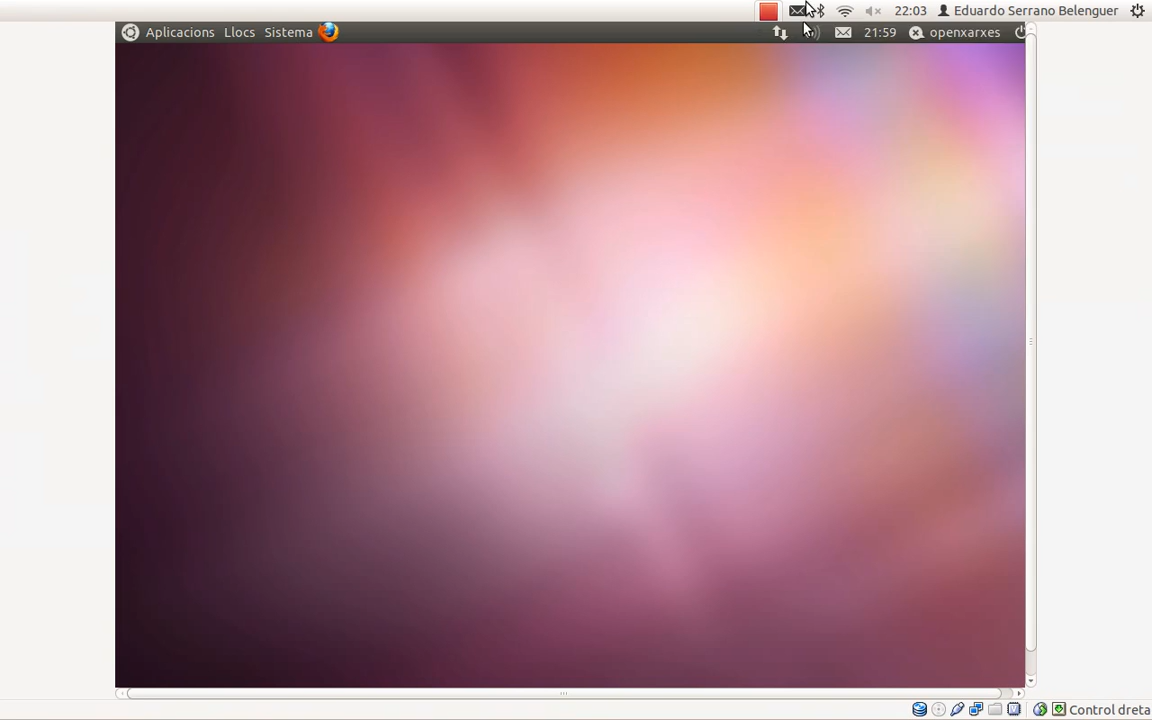 22:03 Eduardo Serrano Belenguer
Aplicacions Llocs Sistema 21:59 openxarxes
Control dreta